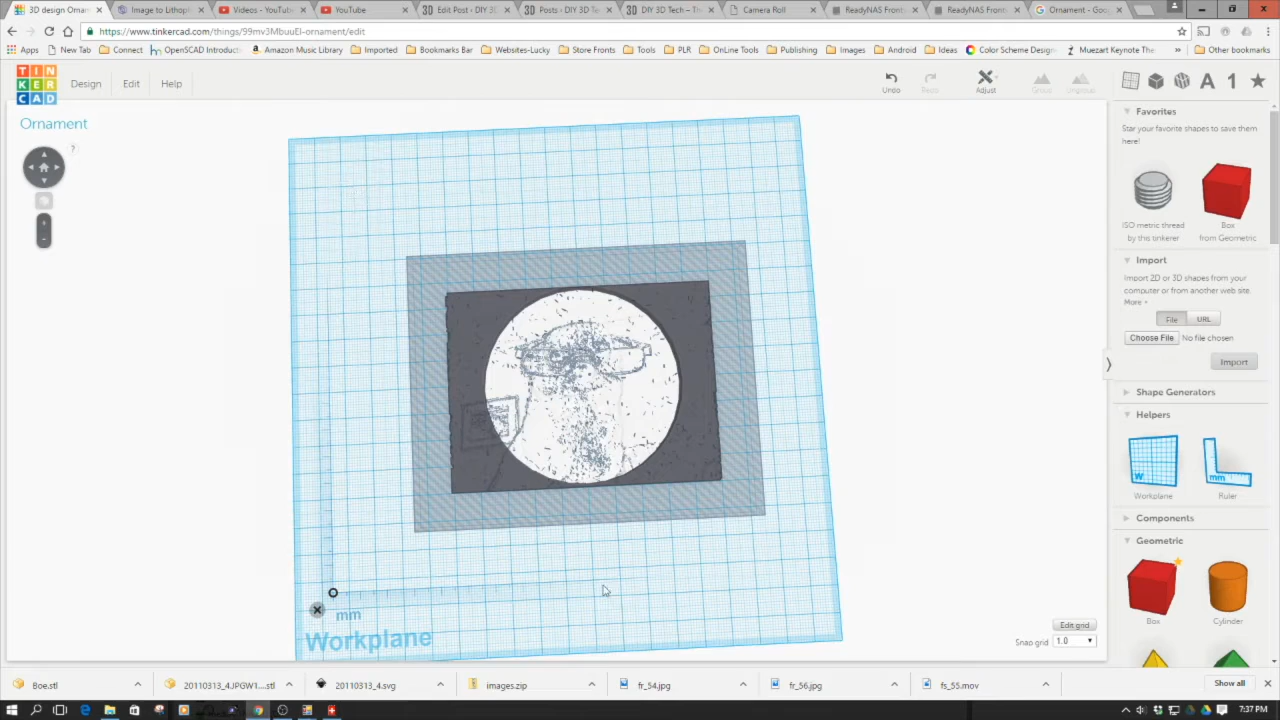 3D design Ornam
Image to Lithopl
Videos - YouTube
YouTube
Edit Post ‹ DIY 3D
Posts ‹ DIY 3D Te
DIY 3D Tech – Th
Camera Roll
ReadyNAS Front
ReadyNAS Front
Ornament - Goo
https://www.tinkercad.com/things/99mv3MbuuEl-ornament/edit
Apps
New Tab
Connect
OpenSCAD Introduct
Amazon Music Library
Imported
Bookmarks Bar
Websites-Lucky
Store Fronts
Tools
PLR
OnLine Tools
Publishing
Images
Android
Ideas
Color Scheme Design
Muezart Keynote The
»
Other bookmarks
TIN
KER
CAD
Design
Edit
Help
Undo
Redo
Adjust
Group
Ungroup
Ornament
?
mm
Workplane
Edit grid
Snap grid
1.0
Favorites
Star your favorite shapes to save them
here!
ISO metric thread
by this tinkerer
Box
from Geometric
Import
Import 2D or 3D shapes from your
computer or from another web site.
More
File
URL
Choose File
No file chosen
Import
Shape Generators
Helpers
W
mm
Workplane
Ruler
Components
Geometric
Box
Cylinder
Boe.stl
20110313_4.JPGW1....stl
20110313_4.svg
images.zip
fr_54.jpg
fr_56.jpg
fs_55.mov
Show all
7:37 PM